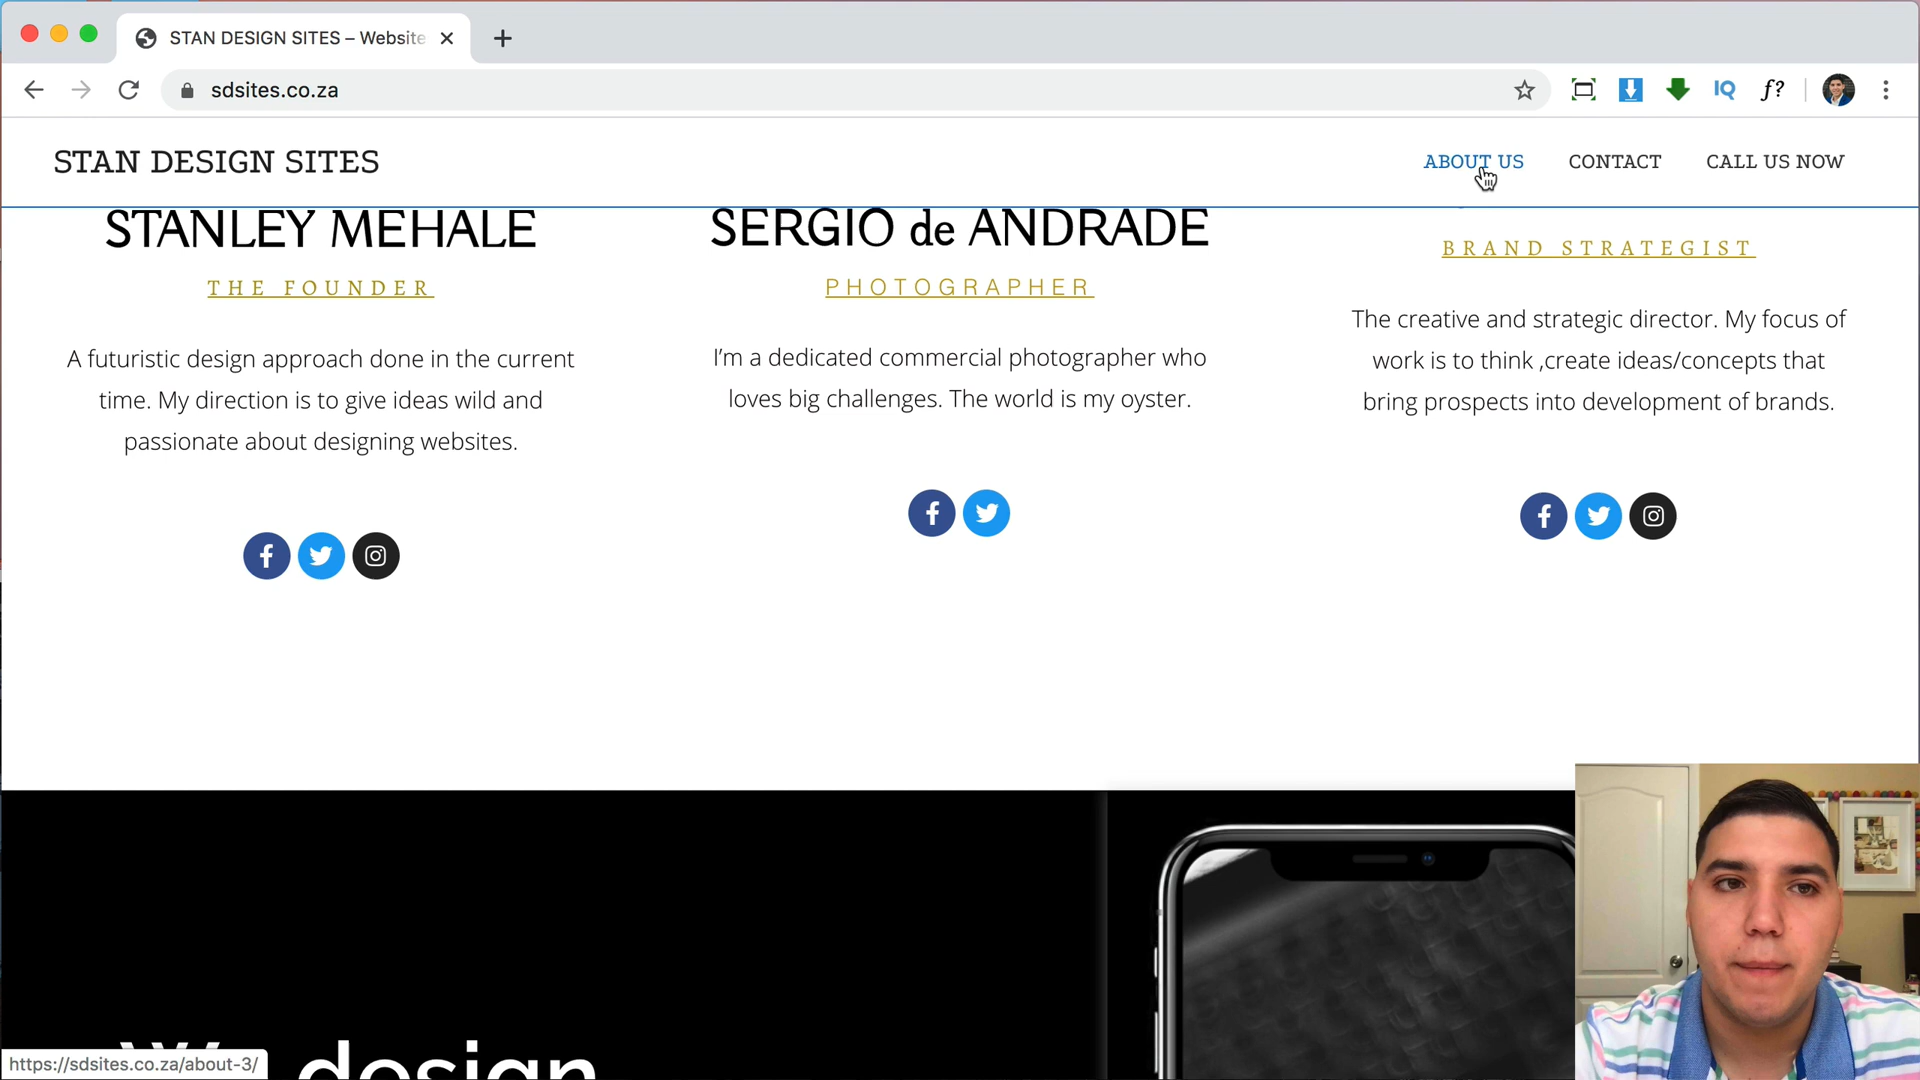 STAN DESIGN SITES – Website
sdsites.co.za
IQ
f?
STAN DESIGN SITES
ABOUT US
CONTACT
CALL US NOW
STANLEY MEHALE
THE FOUNDER
A futuristic design approach done in the current
time. My direction is to give ideas wild and
passionate about designing websites.
SERGIO de ANDRADE
PHOTOGRAPHER
I'm a dedicated commercial photographer who
loves big challenges. The world is my oyster.
BRAND STRATEGIST
The creative and strategic director. My focus of
work is to think ,create ideas/concepts that
bring prospects into development of brands.
We design
https://sdsites.co.za/about-3/